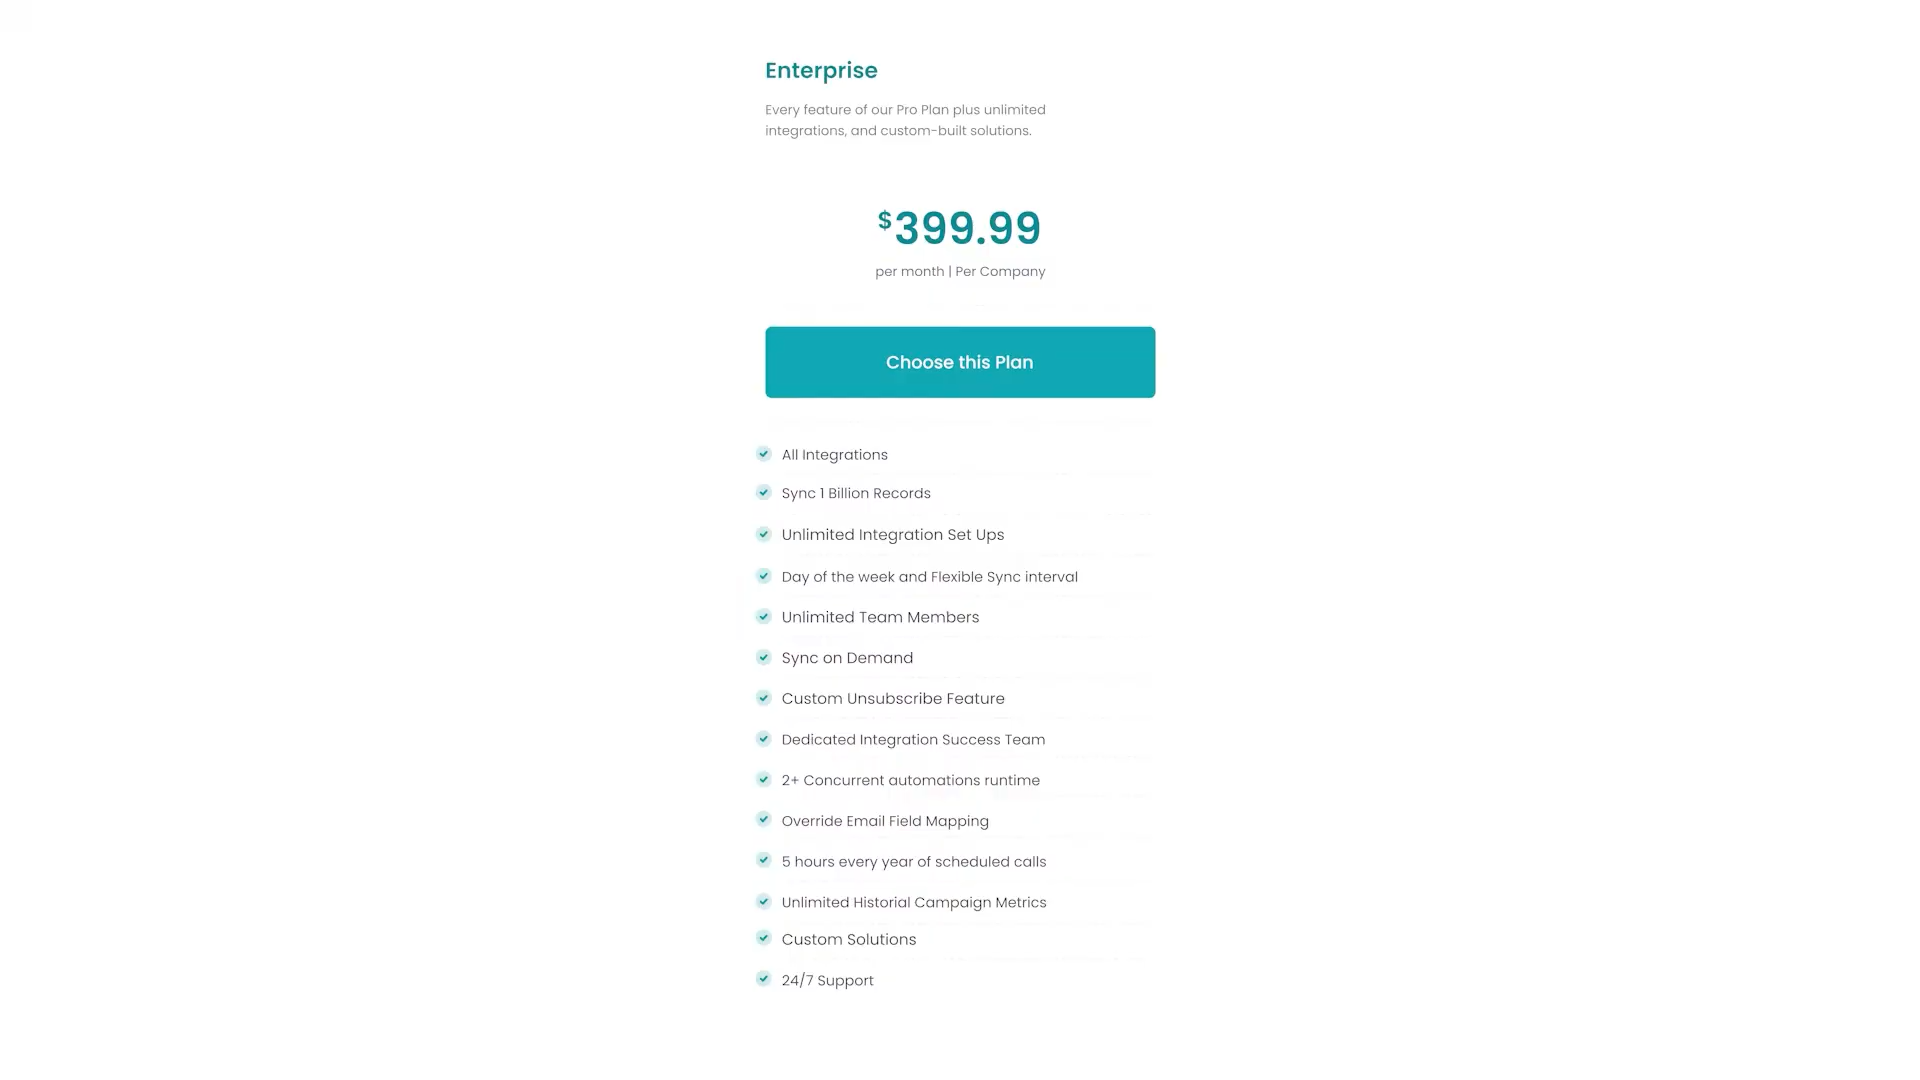 Enterprise
Every feature of our Pro Plan plus unlimited
integrations, and custom-built solutions.
$399.99
per month | Per Company
Choose this Plan
All Integrations
Sync 1 Billion Records
Unlimited Integration Set Ups
Day of the week and Flexible Sync interval
Unlimited Team Members
Sync on Demand
Custom Unsubscribe Feature
Dedicated Integration Success Team
2+ Concurrent automations runtime
Override Email Field Mapping
5 hours every year of scheduled calls
Unlimited Historial Campaign Metrics
Custom Solutions
24/7 Support